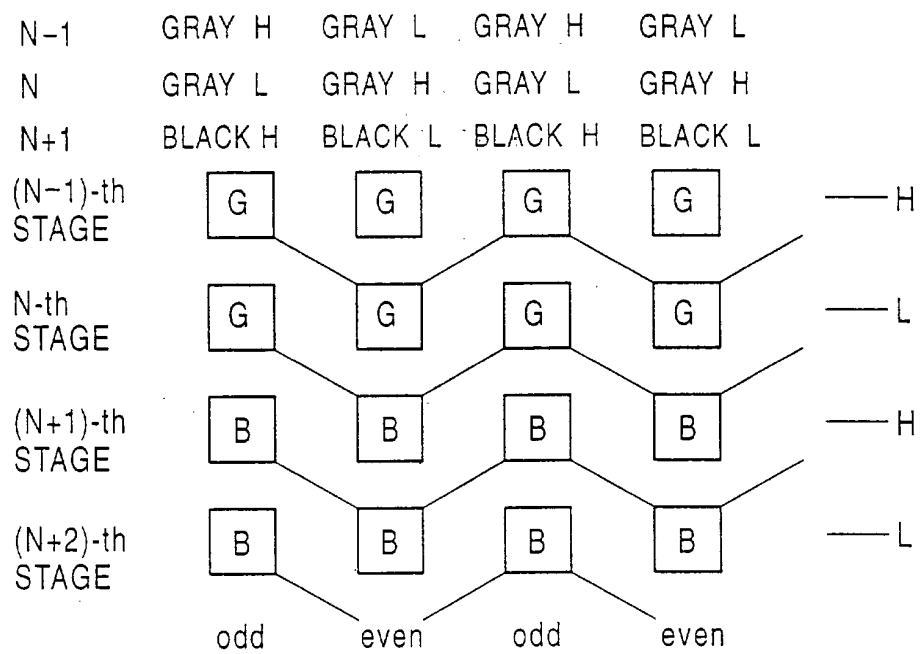 N-1 GRAY H GRAY L GRAY H GRAY L
N GRAY L GRAY H GRAY L GRAY H
N+1 BLACK H BLACK L BLACK H BLACK L
(N-1)-th STAGE G G G G H
N-th STAGE G G G G L
(N+1)-th STAGE B B B B H
(N+2)-th STAGE B B B B L
odd even odd even